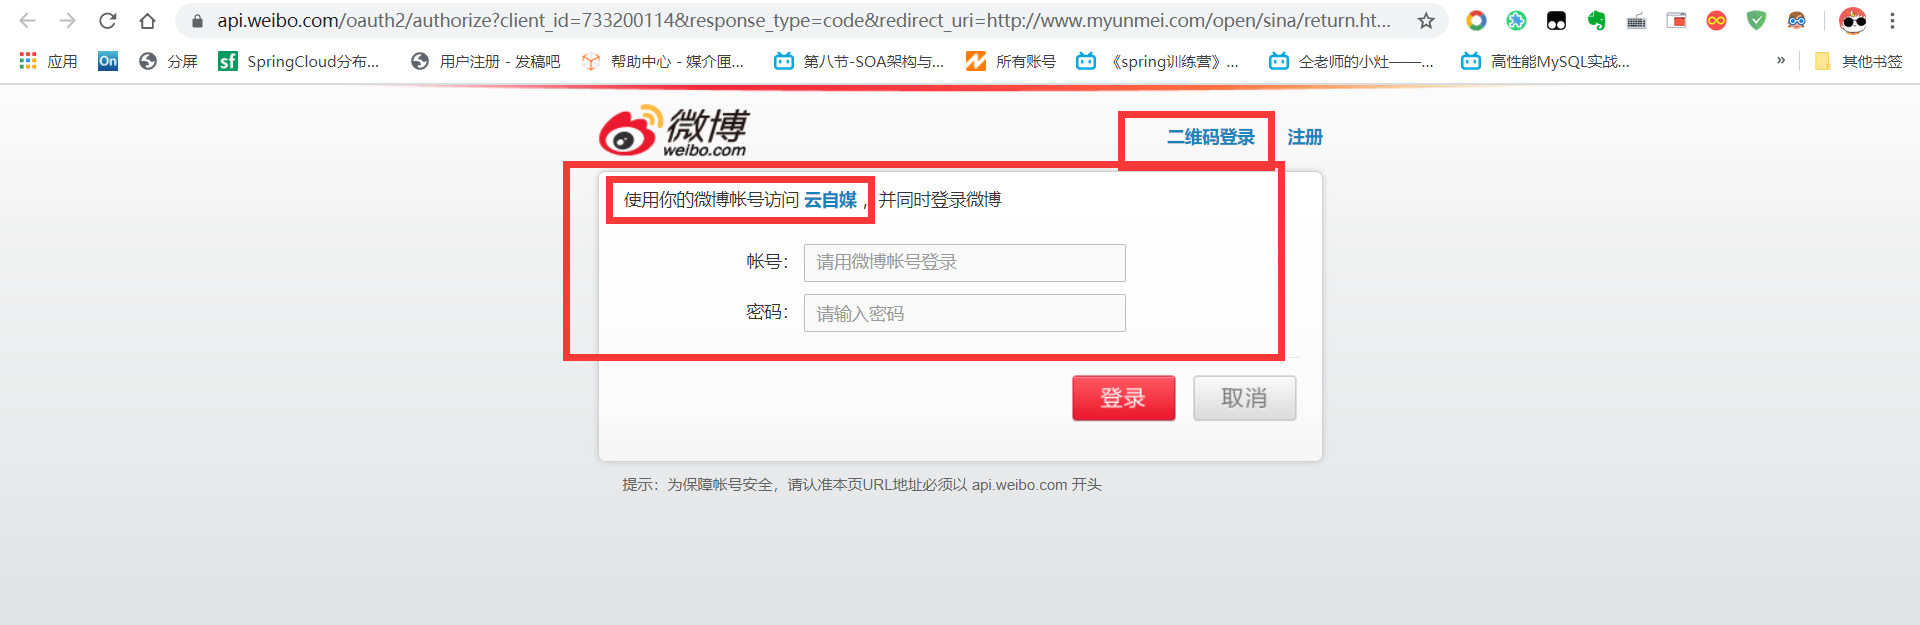 api.weibo.com/oauth2/authorize?client_id=733200114&response_type=code&redirect_uri=http://www.myunmei.com/open/sina/return.ht...
应用 On 分屏 sf SpringCloud分布... 用户注册 - 发稿吧 帮助中心 - 媒介匣... 第八节-SOA架构与... 所有账号 《spring训练营》... 仝老师的小灶——... 高性能MySQL实战... » 其他书签
微博
weibo.com
二维码登录 注册
使用你的微博帐号访问 云自媒 ，并同时登录微博
帐号： 请用微博帐号登录
密码： 请输入密码
登录 取消
提示：为保障帐号安全，请认准本页URL地址必须以 api.weibo.com 开头